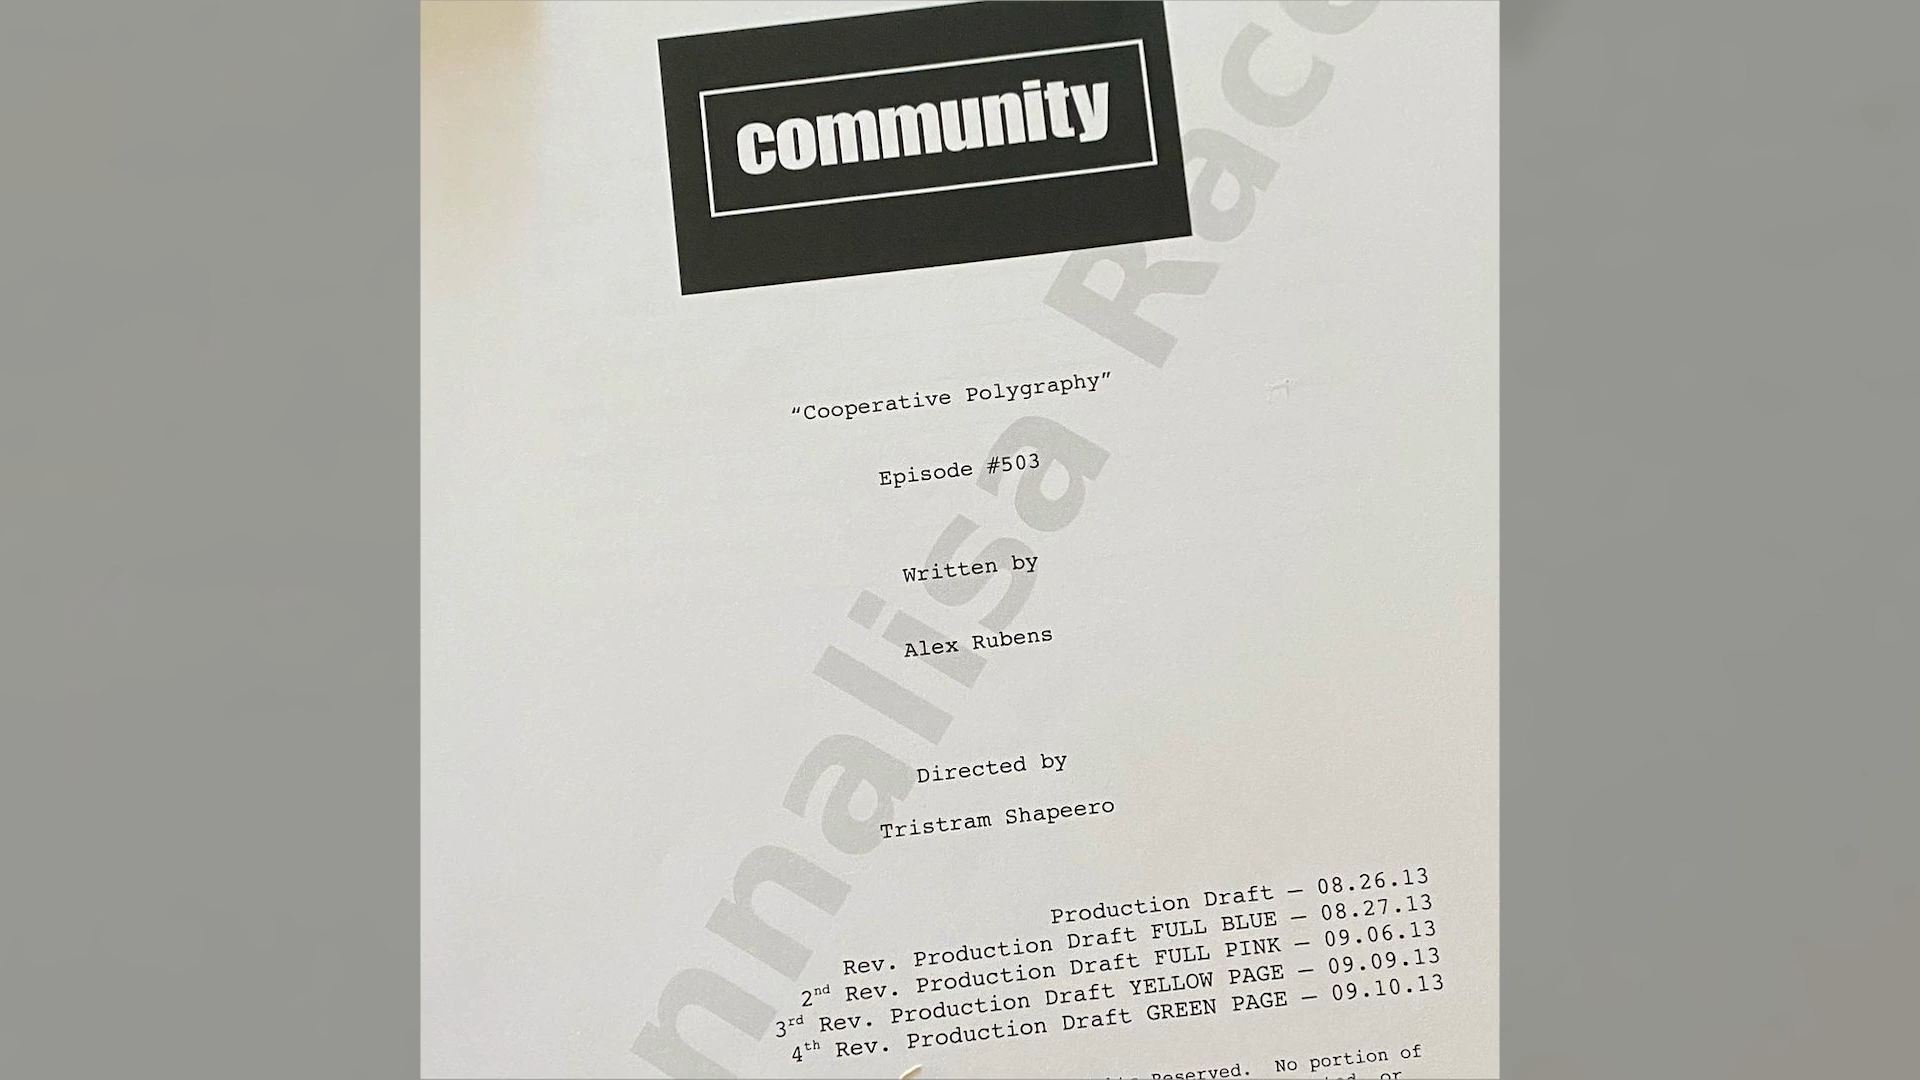 community
"Cooperative Polygraphy"
Episode #503
Written by
Alex Rubens
Directed by
Tristram Shapeero
Production Draft — 08.26.13
Rev. Production Draft FULL BLUE — 08.27.13
2nd Rev. Production Draft FULL PINK — 09.06.13
3rd Rev. Production Draft YELLOW PAGE — 09.09.13
4th Rev. Production Draft GREEN PAGE — 09.10.13
Reserved. No portion of
or
nnalisa Race